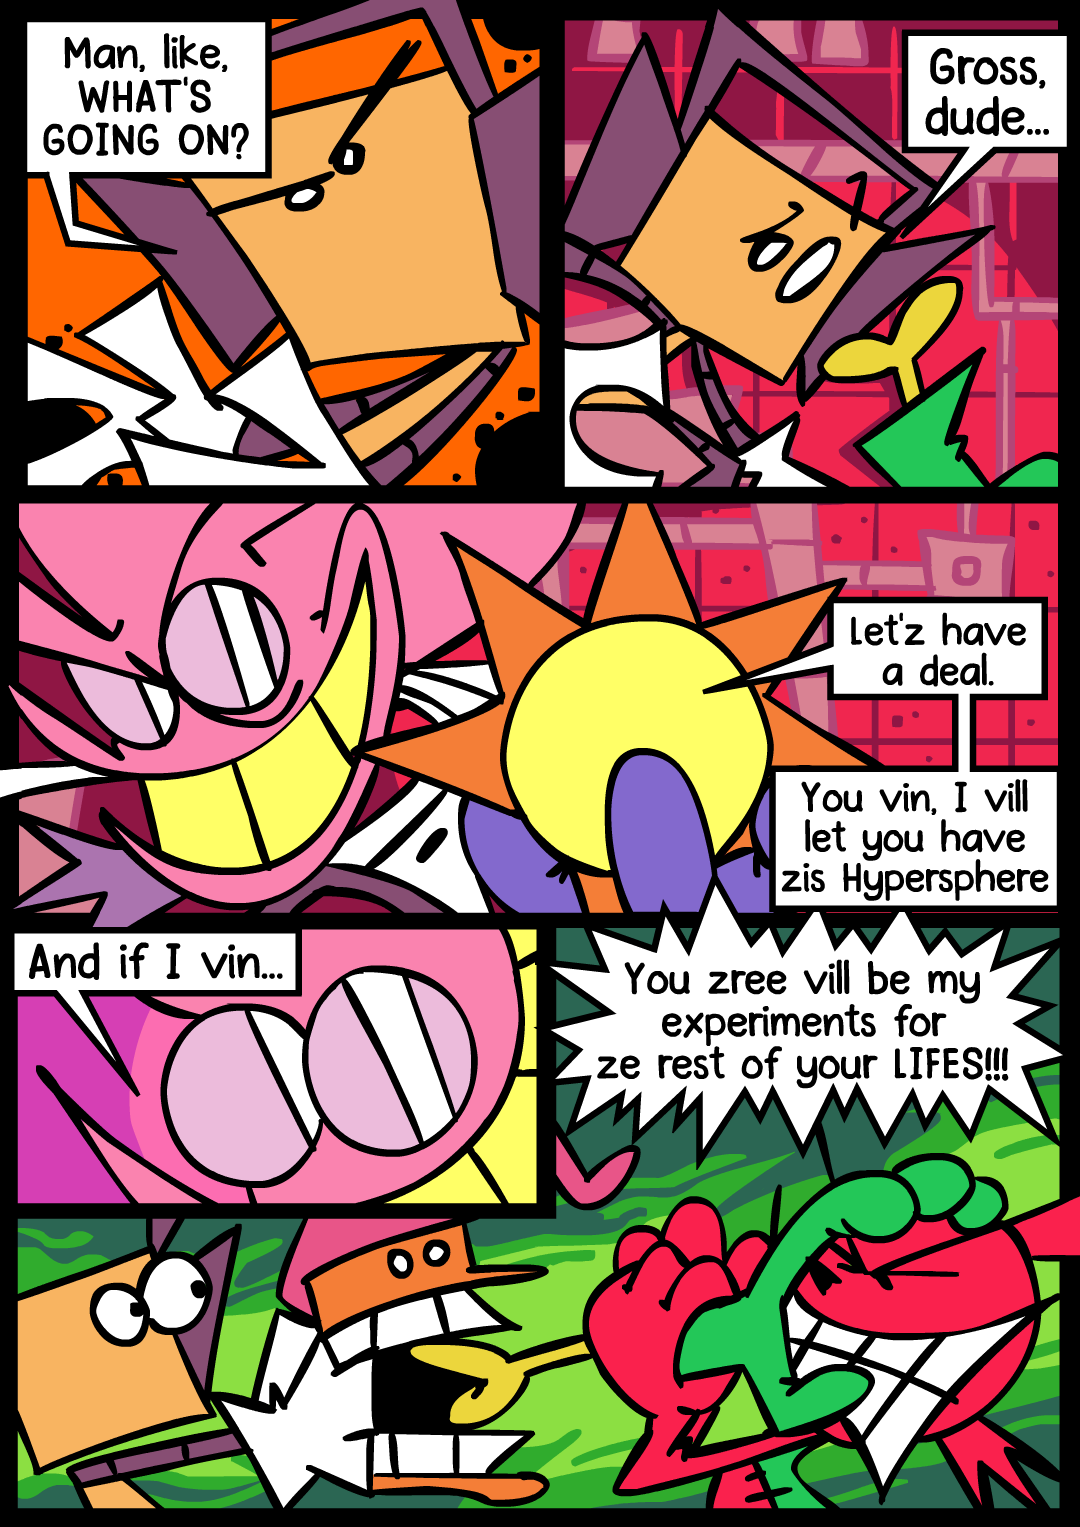 Man, like,
WHAT'S
GOING ON?
Gross,
dude...
Let'z have
a deal.
You vin, I vill
let you have
zis Hypersphere
And if I vin...
You zree vill be my
experiments for
ze rest of your LIFES!!!